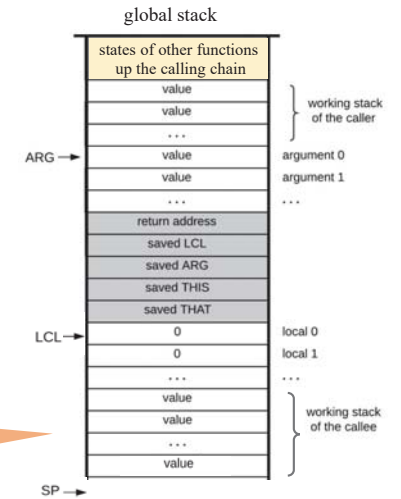 global stack
states of other functions
up the calling chain
value
value
...
working stack
of the caller
ARG
value
argument 0
value
argument 1
...
...
return address
saved LCL
saved ARG
saved THIS
saved THAT
LCL
0
local 0
0
local 1
...
...
value
value
...
value
working stack
of the callee
SP